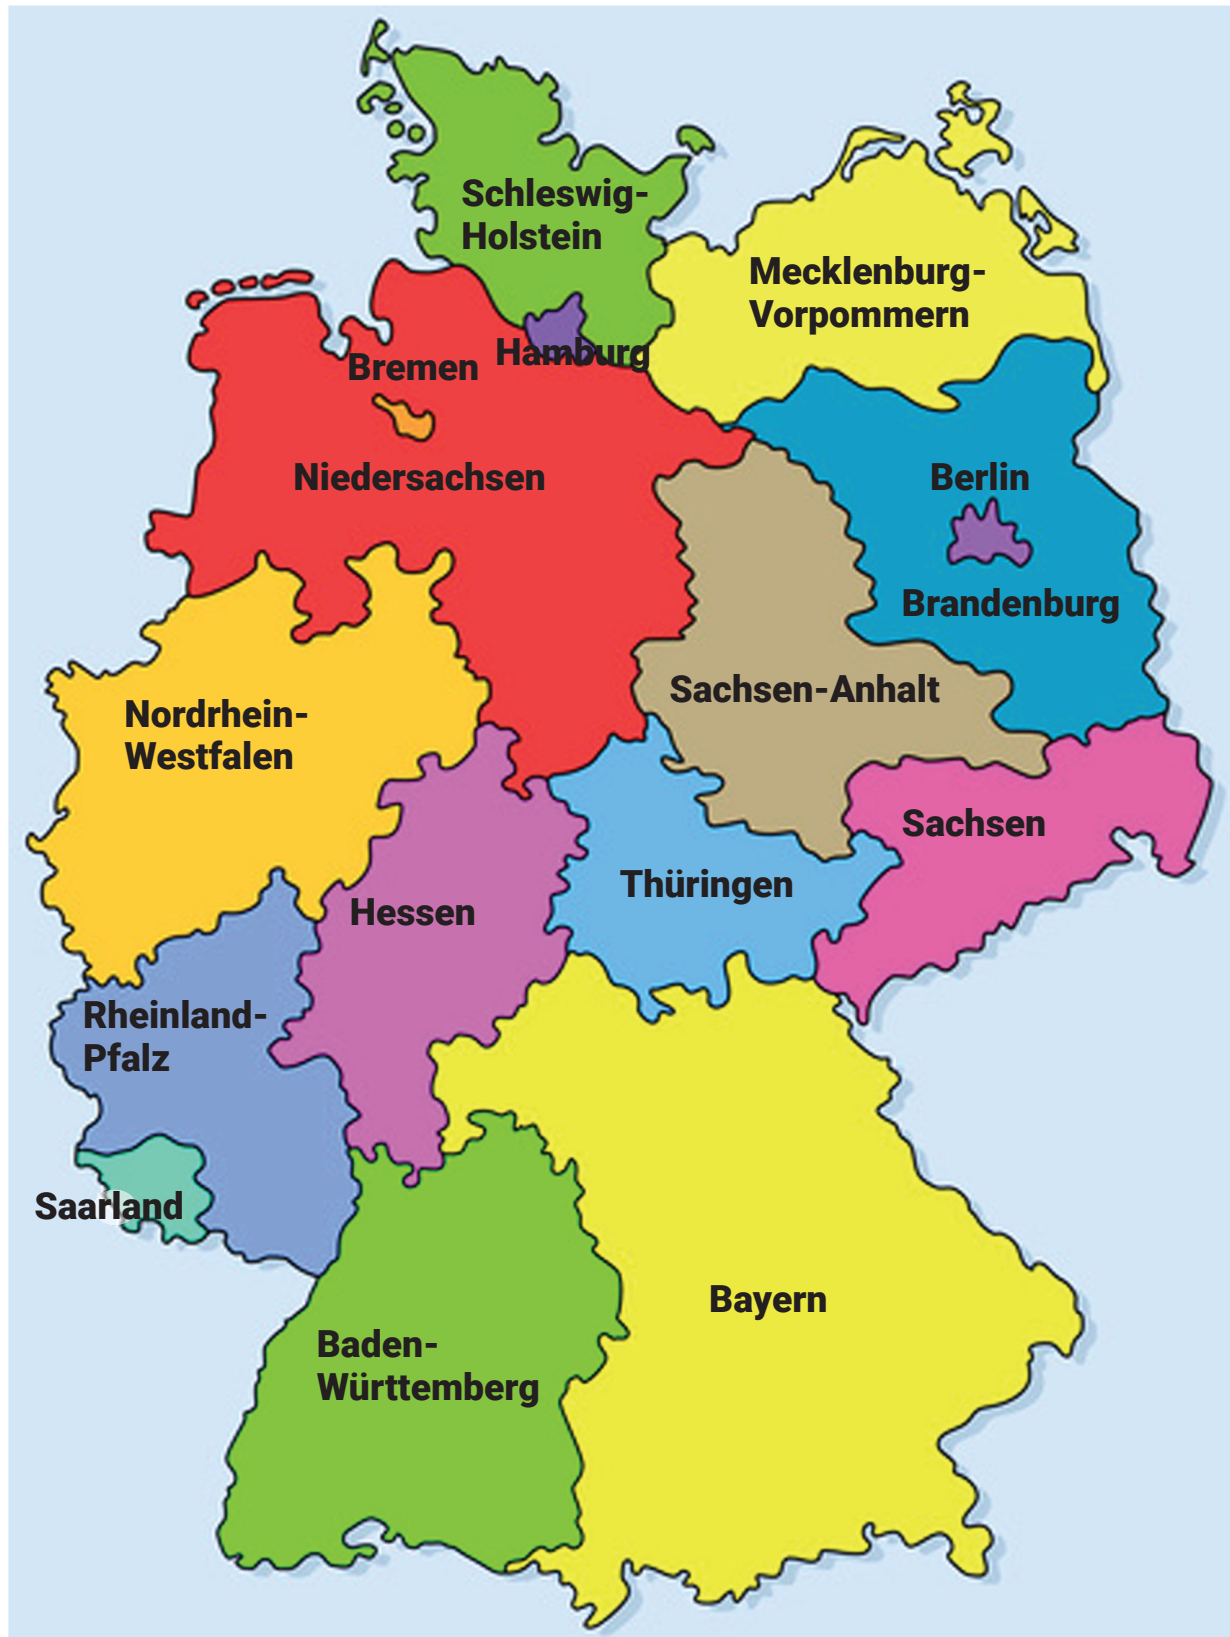 Schleswig-
Holstein
Mecklenburg-
Vorpommern
Hamburg
Bremen
Niedersachsen
Berlin
Brandenburg
Sachsen-Anhalt
Nordrhein-
Westfalen
Sachsen
Thüringen
Hessen
Rheinland-
Pfalz
Saarland
Bayern
Baden-
Württemberg